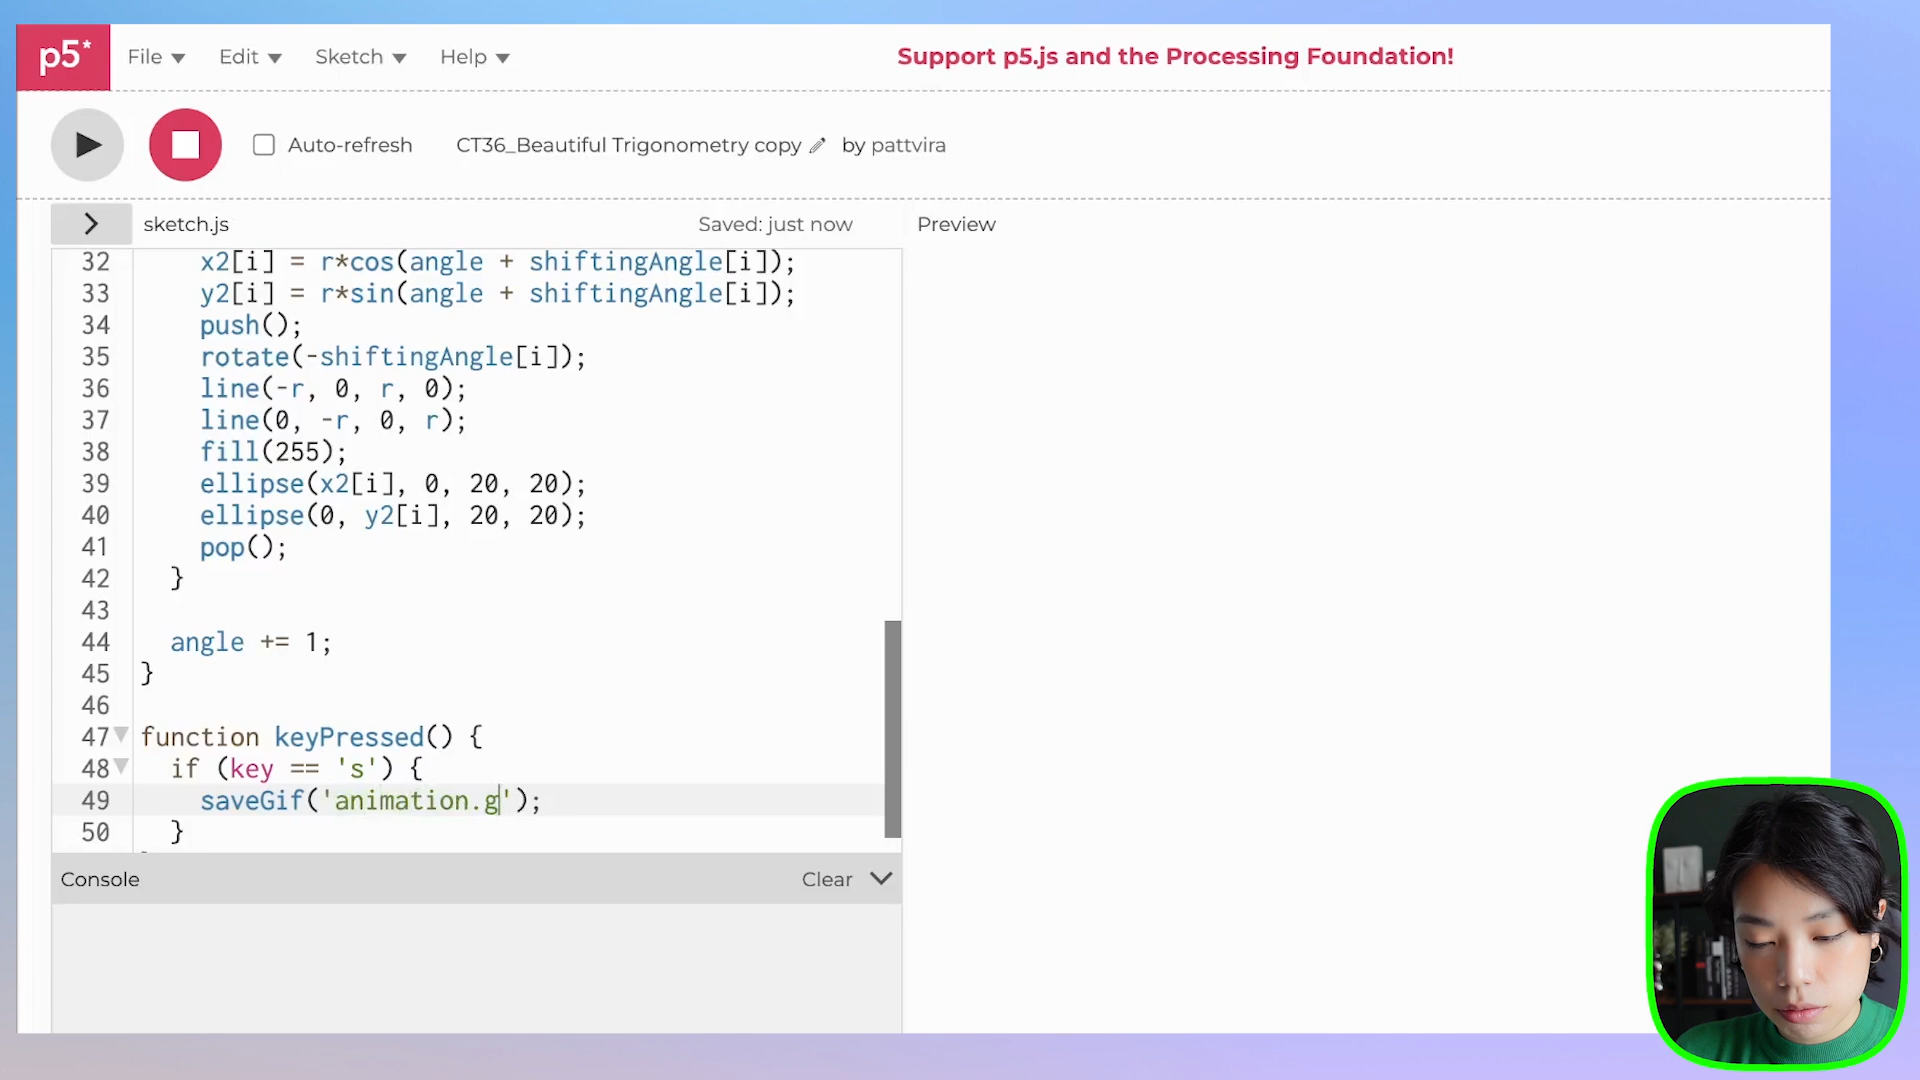 p5*
File Edit Sketch Help
Support p5.js and the Processing Foundation!
Auto-refresh CT36_Beautiful Trigonometry copy by pattvira
sketch.js Saved: just now Preview
32 x2[i] = r*cos(angle + shiftingAngle[i]);
33 y2[i] = r*sin(angle + shiftingAngle[i]);
34 push();
35 rotate(-shiftingAngle[i]);
36 line(-r, 0, r, 0);
37 line(0, -r, 0, r);
38 fill(255);
39 ellipse(x2[i], 0, 20, 20);
40 ellipse(0, y2[i], 20, 20);
41 pop();
42 }
43
44 angle += 1;
45 }
46
47 function keyPressed() {
48 if (key == 's') {
49 saveGif('animation.g');
50 }
Console Clear